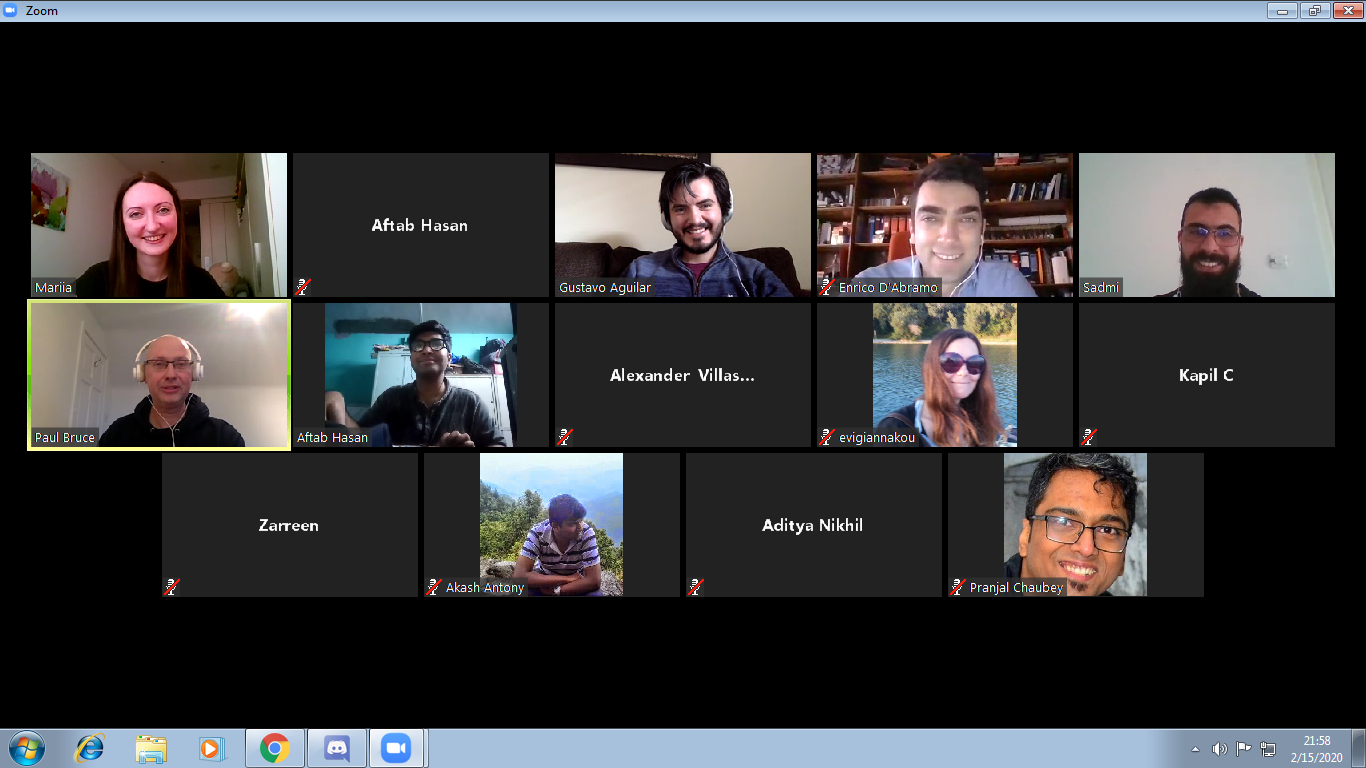 Zoom
Mariia
Aftab Hasan
Gustavo Aguilar
Enrico D'Abramo
Sadmi
Paul Bruce
Aftab Hasan
Alexander Villas...
evigiannakou
Kapil C
Zarreen
Akash Antony
Aditya Nikhil
Pranjal Chaubey
21:58
2/15/2020